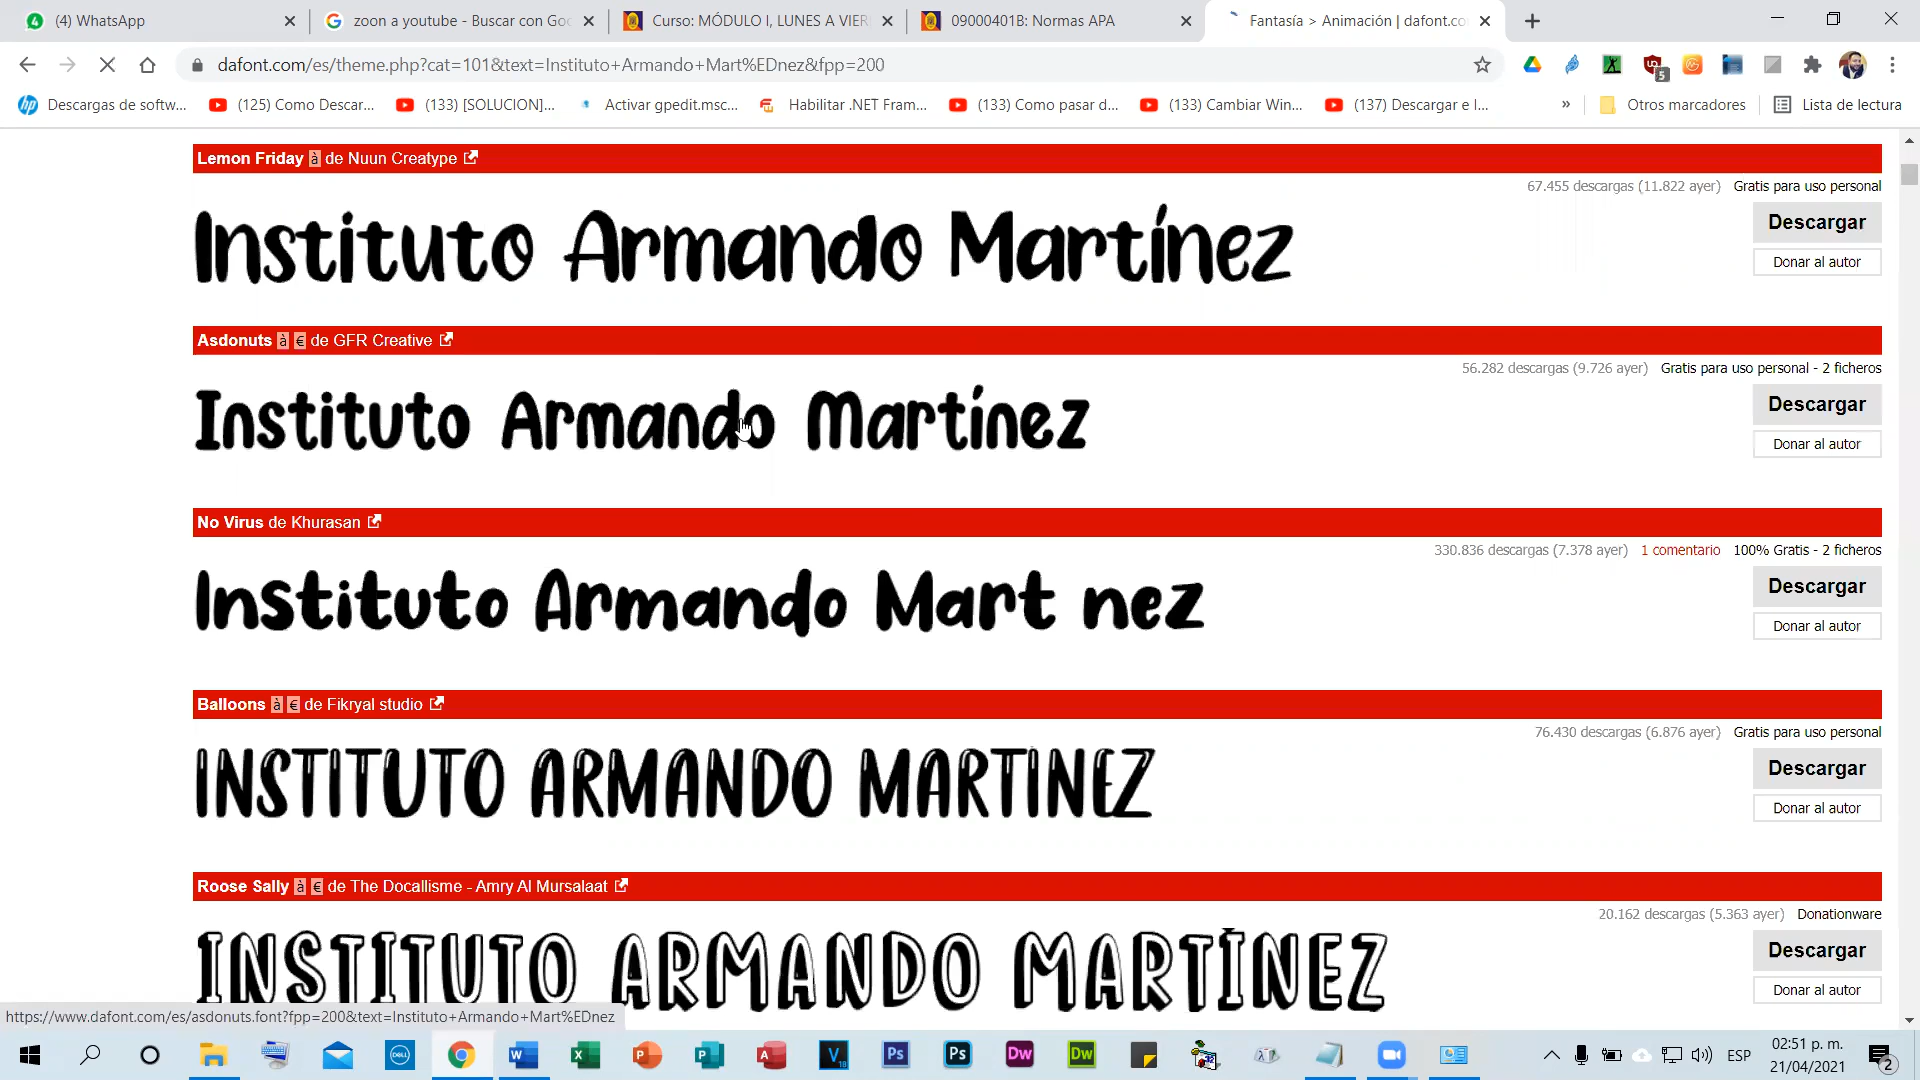 (4) WhatsApp
zoon a youtube - Buscar con Goo
Curso: MÓDULO I, LUNES A VIER
09000401B: Normas APA
Fantasía > Animación | dafont.co
dafont.com/es/theme.php?cat=101&text=Instituto+Armando+Mart%EDnez&fpp=200
5
Descargas de softw...
(125) Como Descar...
(133) [SOLUCION]...
Activar gpedit.msc...
Habilitar .NET Fram...
(133) Como pasar d...
(133) Cambiar Win...
(137) Descargar e I...
»
Otros marcadores
Lista de lectura
Lemon Friday à de Nuun Creatype
67.455 descargas (11.822 ayer) Gratis para uso personal
Instituto Armando Martínez
Descargar
Donar al autor
Asdonuts à € de GFR Creative
56.282 descargas (9.726 ayer) Gratis para uso personal - 2 ficheros
Instituto Armando Martínez
Descargar
Donar al autor
No Virus de Khurasan
330.836 descargas (7.378 ayer) 1 comentario 100% Gratis - 2 ficheros
Instituto Armando Mart nez
Descargar
Donar al autor
Balloons à € de Fikryal studio
76.430 descargas (6.876 ayer) Gratis para uso personal
INSTITUTO ARMANDO MARTÍNEZ
Descargar
Donar al autor
Roose Sally à € de The Docallisme - Amry Al Mursalaat
20.162 descargas (5.363 ayer) Donationware
INSTITUTO ARMANDO MARTÍNEZ
Descargar
Donar al autor
https://www.dafont.com/es/asdonuts.font?fpp=200&text=Instituto+Armando+Mart%EDnez
ESP
02:51 p. m.
21/04/2021
2